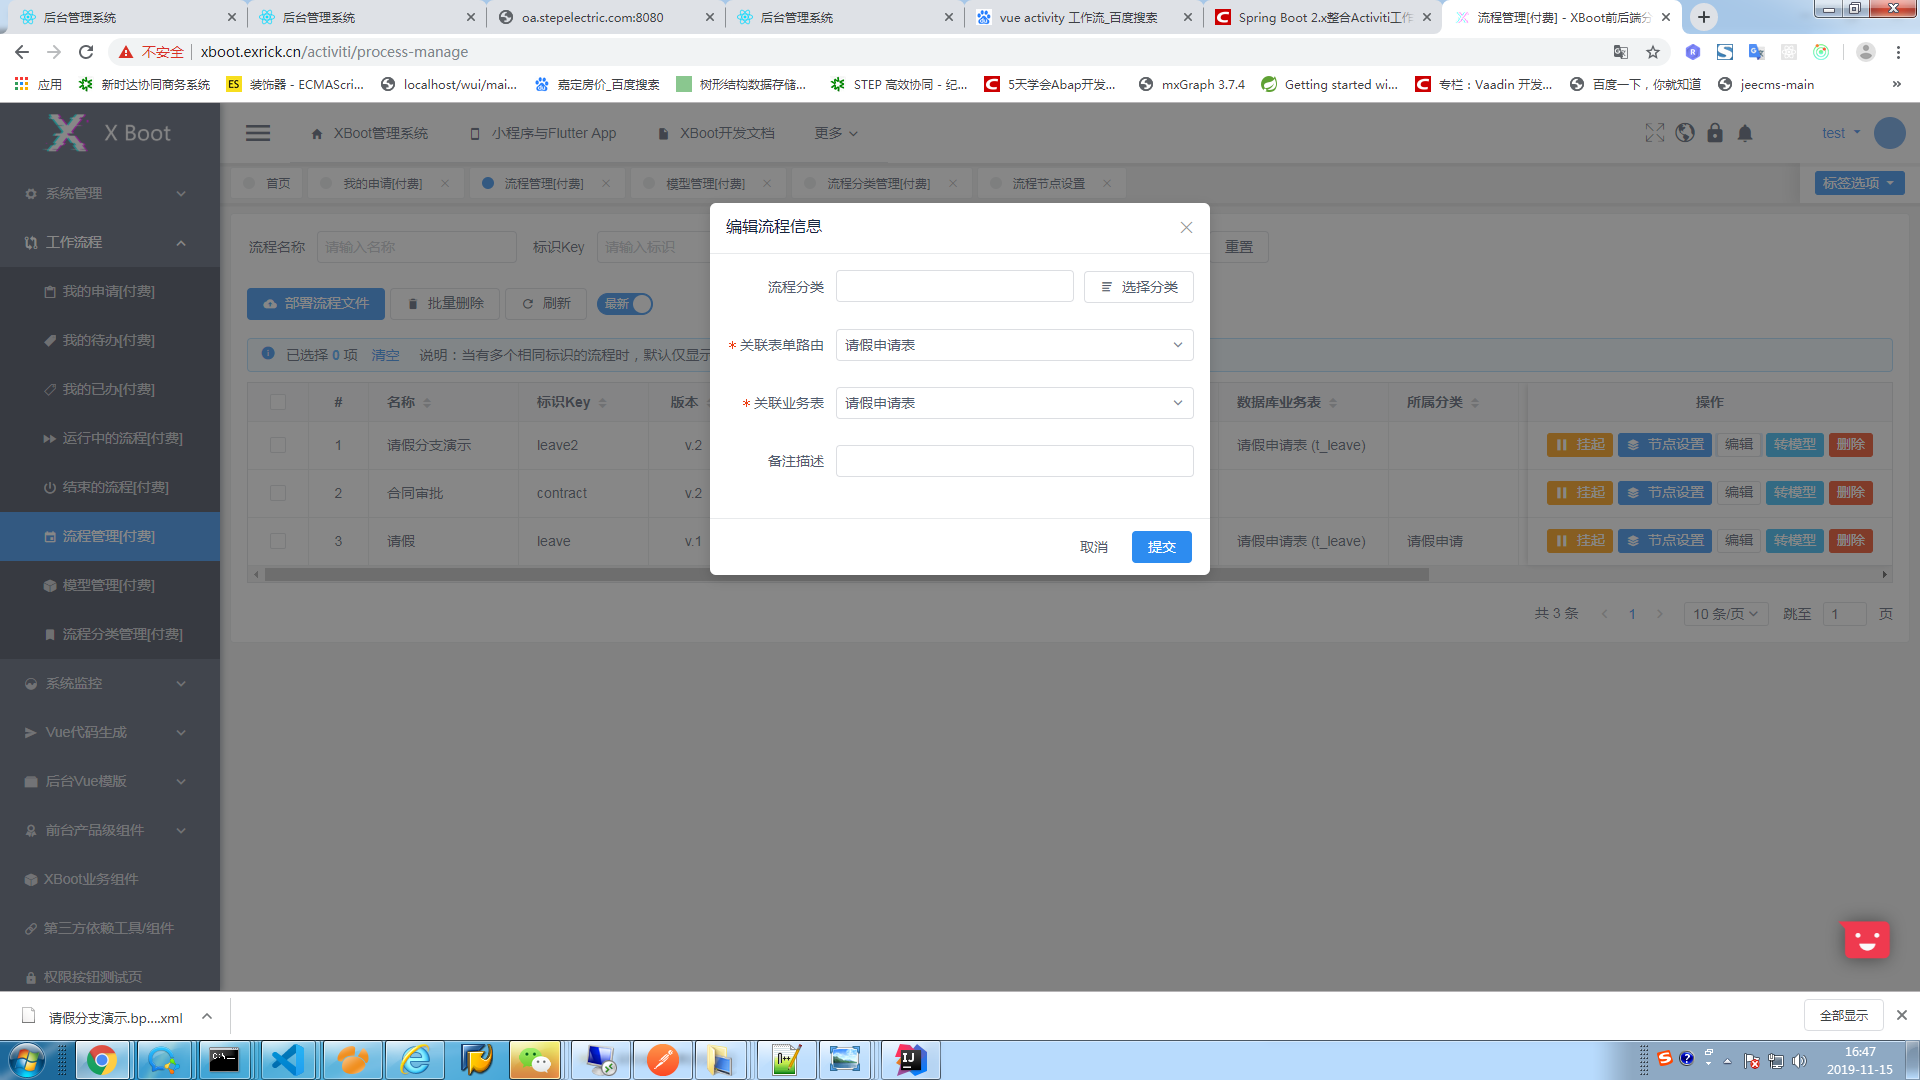 后台管理系统
后台管理系统
oa.stepelectric.com:8080
后台管理系统
vue activity 工作流_百度搜索
Spring Boot 2.x整合Activiti工作
流程管理[付费] - XBoot前后端分
不安全
xboot.exrick.cn/activiti/process-manage
应用
新时达协同商务系统
ES 装饰器 - ECMAScri...
localhost/wui/mai...
嘉定房价_百度搜索
树形结构数据存储...
STEP 高效协同 - 纪...
5天学会Abap开发...
mxGraph 3.7.4
Getting started wi...
专栏：Vaadin 开发...
百度一下，你就知道
jeecms-main
X Boot
XBoot管理系统
小程序与Flutter App
XBoot开发文档
更多
test
首页
我的申请[付费]
流程管理[付费]
模型管理[付费]
流程分类管理[付费]
流程节点设置
标签选项
系统管理
工作流程
我的申请[付费]
我的待办[付费]
我的已办[付费]
运行中的流程[付费]
结束的流程[付费]
流程管理[付费]
模型管理[付费]
流程分类管理[付费]
系统监控
Vue代码生成
后台Vue模版
前台产品级组件
XBoot业务组件
第三方依赖工具/组件
权限按钮测试页
流程名称
请输入名称
标识Key
请输入标识
重置
部署流程文件
批量删除
刷新
最新
已选择 0 项 清空 说明：当有多个相同标识的流程时，默认仅显示
# 名称 标识Key 版本 数据库业务表 所属分类 操作
1 请假分支演示 leave2 v.2 请假申请表 (t_leave) 挂起 节点设置 编辑 转模型 删除
2 合同审批 contract v.2 挂起 节点设置 编辑 转模型 删除
3 请假 leave v.1 请假申请表 (t_leave) 请假申请 挂起 节点设置 编辑 转模型 删除
共 3 条 1 10 条/页 跳至 1 页
编辑流程信息
流程分类
选择分类
* 关联表单路由 请假申请表
* 关联业务表 请假申请表
备注描述
取消
提交
请假分支演示.bp....xml
全部显示
16:47
2019-11-15